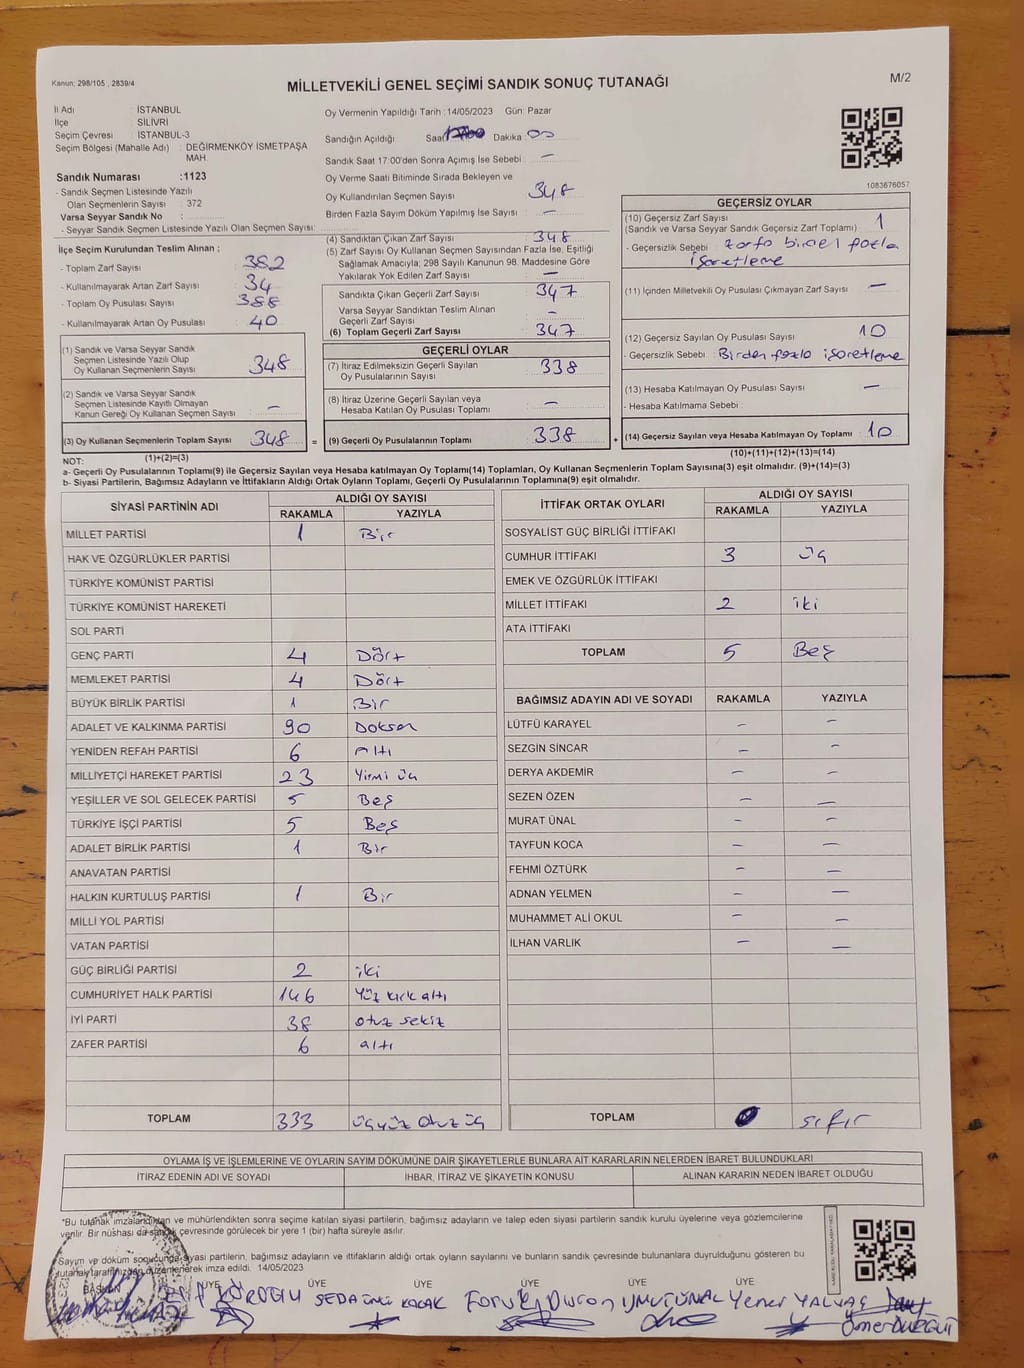 Kanun: 298/105 , 2839/4
MİLLETVEKİLİ GENEL SEÇİMİ SANDIK SONUÇ TUTANAĞI
M/2
İl Adı : İSTANBUL
İlçe : SİLİVRİ
Seçim Çevresi : İSTANBUL-3
Seçim Bölgesi (Mahalle Adı) : DEĞİRMENKÖY İSMETPAŞA
MAH.
Sandık Numarası :1123
- Sandık Seçmen Listesinde Yazılı
Olan Seçmenlerin Sayısı : 372
Varsa Seyyar Sandık No :
- Seyyar Sandık Seçmen Listesinde Yazılı Olan Seçmen Sayısı:
Oy Vermenin Yapıldığı Tarih : 14/05/2023 Gün: Pazar
Sandığın Açıldığı Saat Dakika : 00
Sandık Saat 17:00'den Sonra Açımış İse Sebebi : —
Oy Verme Saati Bitiminde Sırada Bekleyen ve
Oy Kullandırılan Seçmen Sayısı : 348
Birden Fazla Sayım Döküm Yapılmış İse Sayısı : —
1083676057
İlçe Seçim Kurulundan Teslim Alınan ;
- Toplam Zarf Sayısı : 382
- Kullanılmayarak Artan Zarf Sayısı : 34
- Toplam Oy Pusulası Sayısı : 388
- Kullanılmayarak Artan Oy Pusulası : 40
(4) Sandıktan Çıkan Zarf Sayısı : 348
(5) Zarf Sayısı Oy Kullanan Seçmen Sayısından Fazla İse, Eşitliği
Sağlamak Amacıyla, 298 Sayılı Kanunun 98. Maddesine Göre
Yakılarak Yok Edilen Zarf Sayısı : —
Sandıkta Çıkan Geçerli Zarf Sayısı : 347
Varsa Seyyar Sandıktan Teslim Alınan
Geçerli Zarf Sayısı : —
(6) Toplam Geçerli Zarf Sayısı : 347
GEÇERSİZ OYLAR
(10) Geçersiz Zarf Sayısı : 1
(Sandık ve Varsa Seyyar Sandık Geçersiz Zarf Toplamı)
- Geçersizlik Sebebi : zarfa birden fazla
işaretleme
(11) İçinden Milletvekili Oy Pusulası Çıkmayan Zarf Sayısı : —
(12) Geçersiz Sayılan Oy Pusulası Sayısı : 10
- Geçersizlik Sebebi : Birden fazla işaretleme
(13) Hesaba Katılmayan Oy Pusulası Sayısı : —
- Hesaba Katılmama Sebebi :
(1) Sandık ve Varsa Seyyar Sandık
Seçmen Listesinde Yazılı Olup
Oy Kullanan Seçmenlerin Sayısı : 348
(2) Sandık ve Varsa Seyyar Sandık
Seçmen Listesinde Kayıtlı Olmayan
Kanun Gereği Oy Kullanan Seçmen Sayısı : —
GEÇERLİ OYLAR
(7) İtiraz Edilmeksizin Geçerli Sayılan
Oy Pusulalarının Sayısı : 338
(8) İtiraz Üzerine Geçerli Sayılan veya
Hesaba Katılan Oy Pusulası Toplamı : —
(3) Oy Kullanan Seçmenlerin Toplam Sayısı : 348 = (9) Geçerli Oy Pusulalarının Toplamı : 338 + (14) Geçersiz Sayılan veya Hesaba Katılmayan Oy Toplamı : 10
(1)+(2)=(3)
(10)+(11)+(12)+(13)=(14)
NOT:
a- Geçerli Oy Pusulalarının Toplamı(9) ile Geçersiz Sayılan veya Hesaba katılmayan Oy Toplamı(14) Toplamları, Oy Kullanan Seçmenlerin Toplam Sayısına(3) eşit olmalıdır. (9)+(14)=(3)
b- Siyasi Partilerin, Bağımsız Adayların ve İttifakların Aldığı Ortak Oyların Toplamı, Geçerli Oy Pusulalarının Toplamına(9) eşit olmalıdır.
SİYASİ PARTİNİN ADI
ALDIĞI OY SAYISI
RAKAMLA YAZIYLA
MİLLET PARTİSİ 1 Bir
HAK VE ÖZGÜRLÜKLER PARTİSİ
TÜRKİYE KOMÜNİST PARTİSİ
TÜRKİYE KOMÜNİST HAREKETİ
SOL PARTİ
GENÇ PARTİ 4 Dört
MEMLEKET PARTİSİ 4 Dört
BÜYÜK BİRLİK PARTİSİ 1 Bir
ADALET VE KALKINMA PARTİSİ 90 Doksan
YENİDEN REFAH PARTİSİ 6 Altı
MİLLİYETÇİ HAREKET PARTİSİ 23 Yirmi üç
YEŞİLLER VE SOL GELECEK PARTİSİ 5 Beş
TÜRKİYE İŞÇİ PARTİSİ 5 Beş
ADALET BİRLİK PARTİSİ 1 Bir
ANAVATAN PARTİSİ
HALKIN KURTULUŞ PARTİSİ 1 Bir
MİLLİ YOL PARTİSİ
VATAN PARTİSİ
GÜÇ BİRLİĞİ PARTİSİ 2 iki
CUMHURİYET HALK PARTİSİ 146 Yüz kırk altı
İYİ PARTİ 38 otuz sekiz
ZAFER PARTİSİ 6 altı
TOPLAM 333 üçyüz otuz üç
İTTİFAK ORTAK OYLARI
ALDIĞI OY SAYISI
RAKAMLA YAZIYLA
SOSYALİST GÜÇ BİRLİĞİ İTTİFAKI
CUMHUR İTTİFAKI 3 üç
EMEK VE ÖZGÜRLÜK İTTİFAKI
MİLLET İTTİFAKI 2 iki
ATA İTTİFAKI
TOPLAM 5 Beş
BAĞIMSIZ ADAYIN ADI VE SOYADI RAKAMLA YAZIYLA
LÜTFÜ KARAYEL — —
SEZGİN SİNCAR — —
DERYA AKDEMİR — —
SEZEN ÖZEN — —
MURAT ÜNAL — —
TAYFUN KOCA — —
FEHMİ ÖZTÜRK — —
ADNAN YELMEN — —
MUHAMMET ALİ OKUL — —
İLHAN VARLIK — —
TOPLAM 0 sıfır
OYLAMA İŞ VE İŞLEMLERİNE VE OYLARIN SAYIM DÖKÜMÜNE DAİR ŞİKAYETLERLE BUNLARA AİT KARARLARIN NELERDEN İBARET BULUNDUKLARI
İTİRAZ EDENİN ADI VE SOYADI İHBAR, İTİRAZ VE ŞİKAYETİN KONUSU ALINAN KARARIN NEDEN İBARET OLDUĞU
*Bu tutanak imzalandıktan ve mühürlendikten sonra seçime katılan siyasi partilerin, bağımsız adayların ve talep eden siyasi partilerin sandık kurulu üyelerine veya gözlemcilerine
verilir. Bir nüshası da sandık çevresinde görülecek bir yere 1 (bir) hafta süreyle asılır.
Sayım ve döküm sonucunda siyasi partilerin, bağımsız adayların ve ittifakların aldığı ortak oyların sayılarını ve bunların sandık çevresinde bulunanlara duyrulduğunu gösteren bu
tutanak tarafımızdan düzenlenerek imza edildi. 14/05/2023
BAŞKAN ÜYE ÜYE ÜYE ÜYE ÜYE ÜYE
KÖROĞLU SEDA KOCAK Faruk Duran UMUT ÜNAL Yener YALVAÇ
Ömer